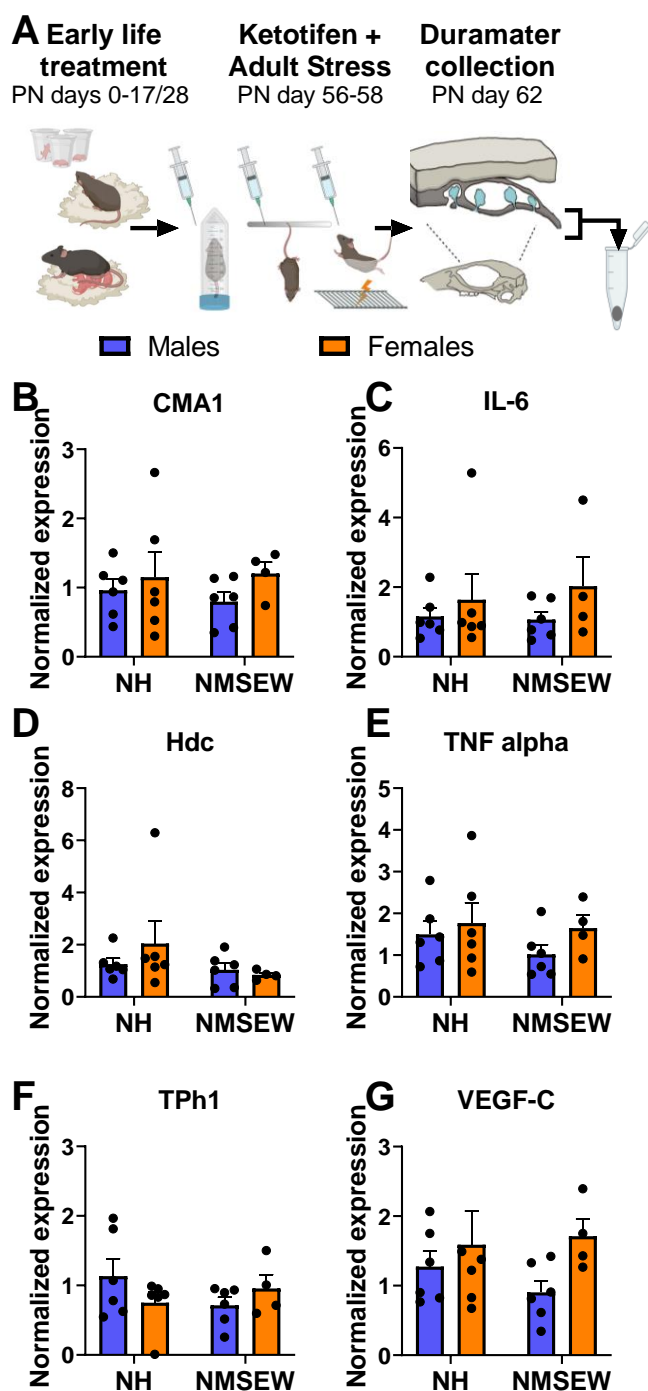 A
Early life
treatment
PN days 0-17/28
Ketotifen +
Adult Stress
PN day 56-58
Duramater
collection
PN day 62
Males
Females
B
CMA1
Normalized expression
3
2
1
0
NH
NMSEW
C
IL-6
Normalized expression
6
4
2
0
NH
NMSEW
D
Hdc
Normalized expression
8
6
4
2
0
NH
NMSEW
E
TNF alpha
Normalized expression
5
4
3
2
1
0
NH
NMSEW
F
TPh1
Normalized expression
3
2
1
0
NH
NMSEW
G
VEGF-C
Normalized expression
3
2
1
0
NH
NMSEW